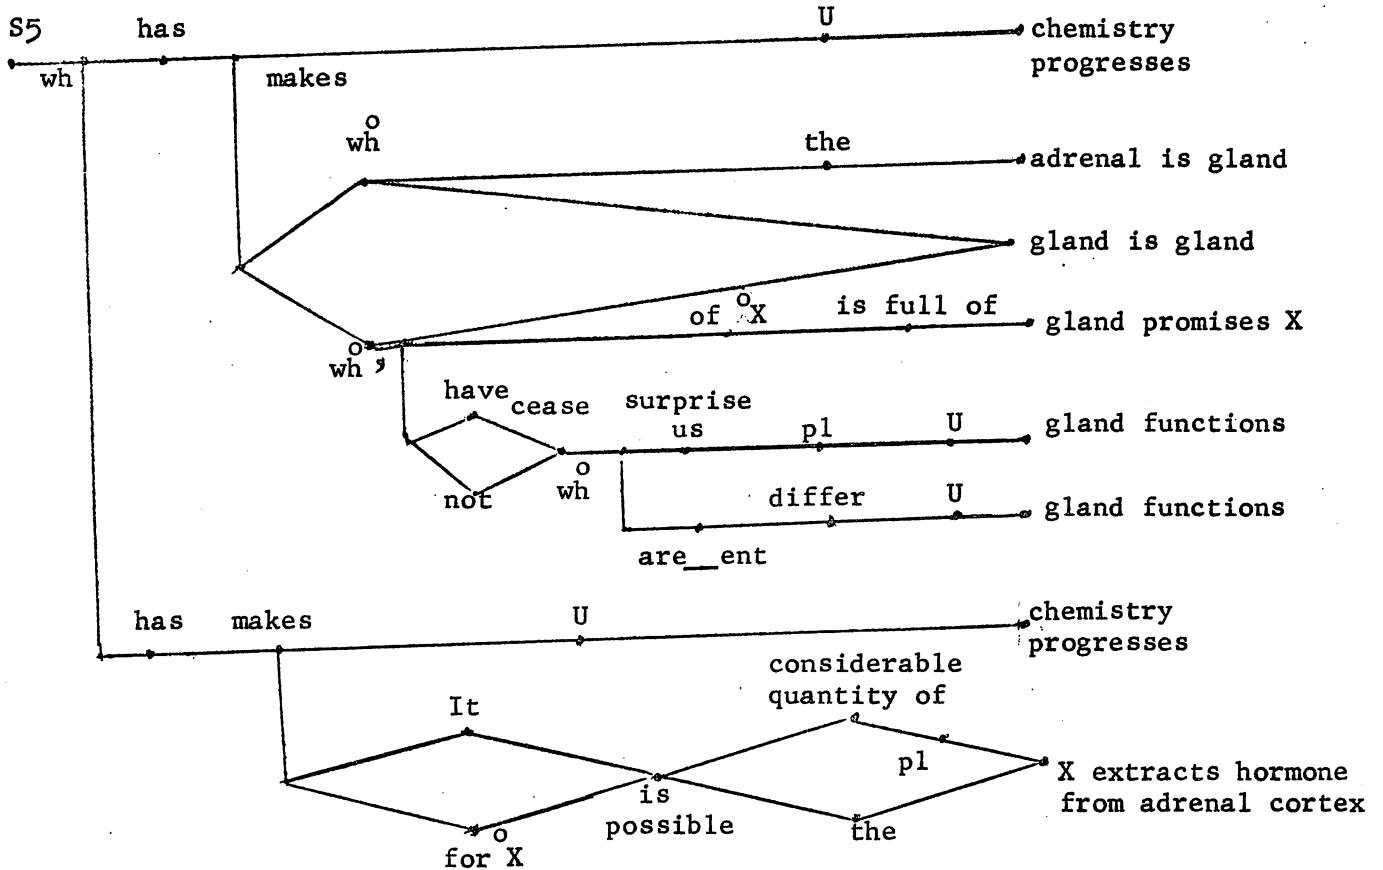 S5 has U chemistry
wh makes progresses
o
wh the adrenal is gland
gland is gland
of o X is full of gland promises X
o
wh ,
have cease surprise U gland functions
us pl
not o
wh differ U gland functions
are__ent
has makes U chemistry
progresses
considerable
quantity of
It
pl X extracts hormone
is from adrenal cortex
possible the
o
for X